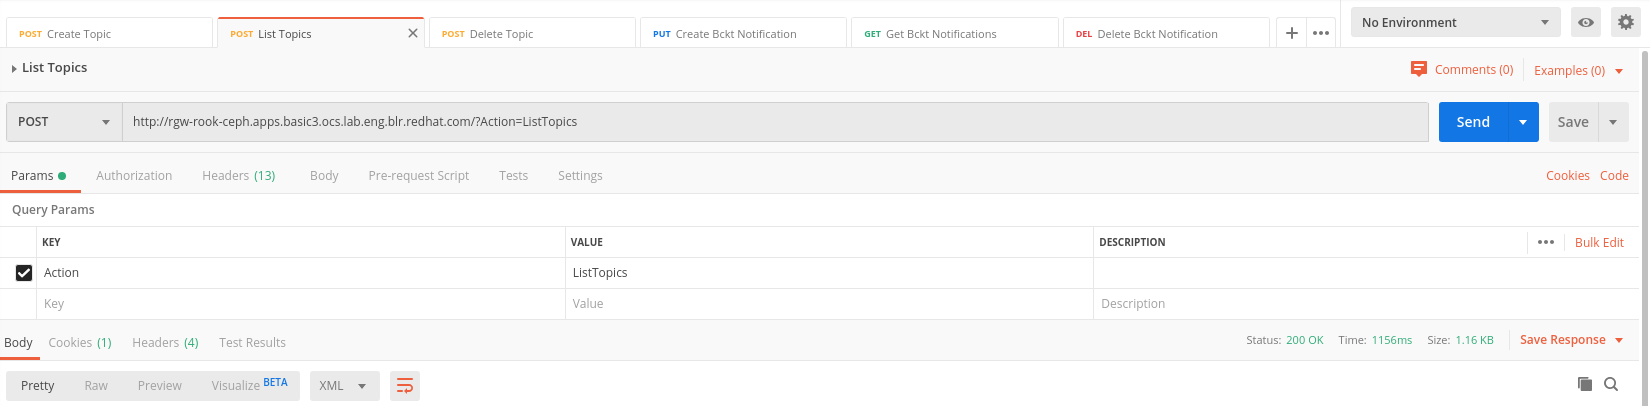 POST Create Topic POST List Topics POST Delete Topic PUT Create Bckt Notification GET Get Bckt Notifications DEL Delete Bckt Notification No Environment
List Topics Comments (0) Examples (0)
POST http://rgw-rook-ceph.apps.basic3.ocs.lab.eng.blr.redhat.com/?Action=ListTopics Send Save
Params Authorization Headers (13) Body Pre-request Script Tests Settings Cookies Code
Query Params
KEY VALUE DESCRIPTION Bulk Edit
Action ListTopics
Key Value Description
Body Cookies (1) Headers (4) Test Results Status: 200 OK Time: 1156ms Size: 1.16 KB Save Response
Pretty Raw Preview Visualize BETA XML